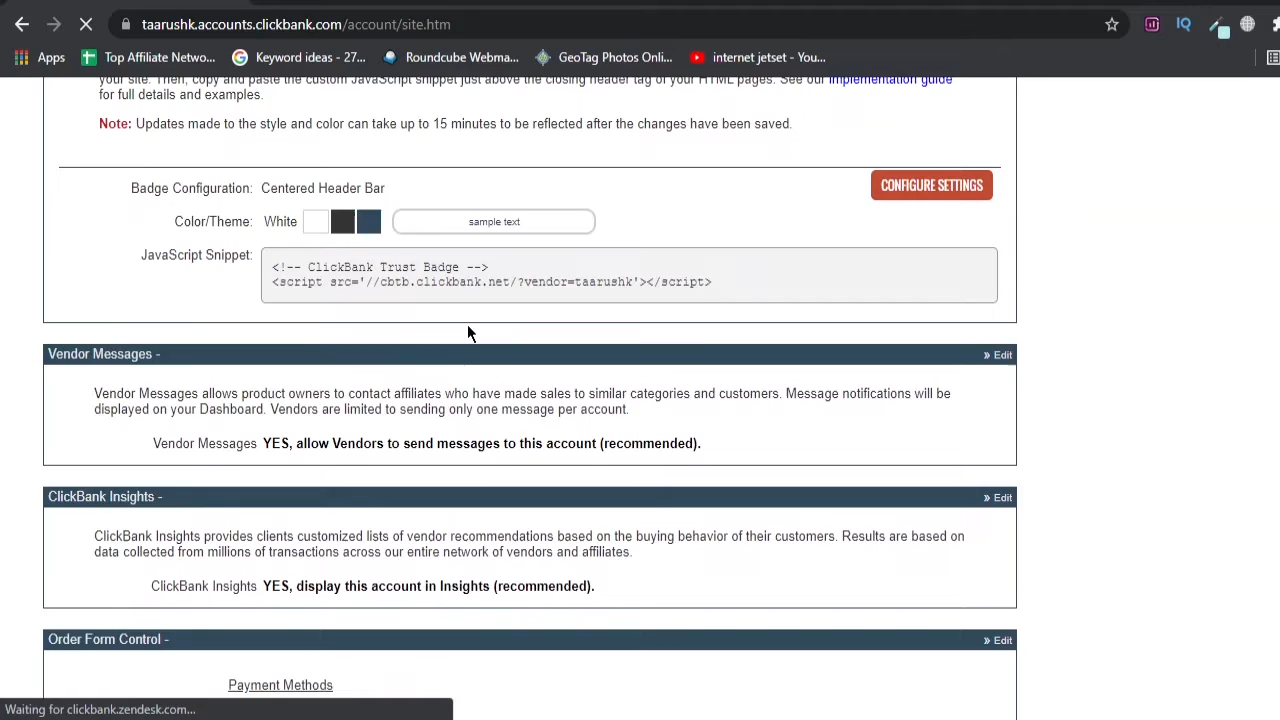 taarushk.accounts.clickbank.com/account/site.htm
Apps
Top Affiliate Netwo...
Keyword ideas - 27...
Roundcube Webma...
GeoTag Photos Onli...
internet jetset - You...
your site. Then, copy and paste the custom JavaScript snippet just above the closing header tag of your HTML pages. See our implementation guide
for full details and examples.
Note: Updates made to the style and color can take up to 15 minutes to be reflected after the changes have been saved.
Badge Configuration: Centered Header Bar
CONFIGURE SETTINGS
Color/Theme: White
sample text
JavaScript Snippet:
<!-- ClickBank Trust Badge -->
<script src='//cbtb.clickbank.net/?vendor=taarushk'></script>
Vendor Messages -
» Edit
Vendor Messages allows product owners to contact affiliates who have made sales to similar categories and customers. Message notifications will be
displayed on your Dashboard. Vendors are limited to sending only one message per account.
Vendor Messages YES, allow Vendors to send messages to this account (recommended).
ClickBank Insights -
» Edit
ClickBank Insights provides clients customized lists of vendor recommendations based on the buying behavior of their customers. Results are based on
data collected from millions of transactions across our entire network of vendors and affiliates.
ClickBank Insights YES, display this account in Insights (recommended).
Order Form Control -
» Edit
Payment Methods
Waiting for clickbank.zendesk.com...